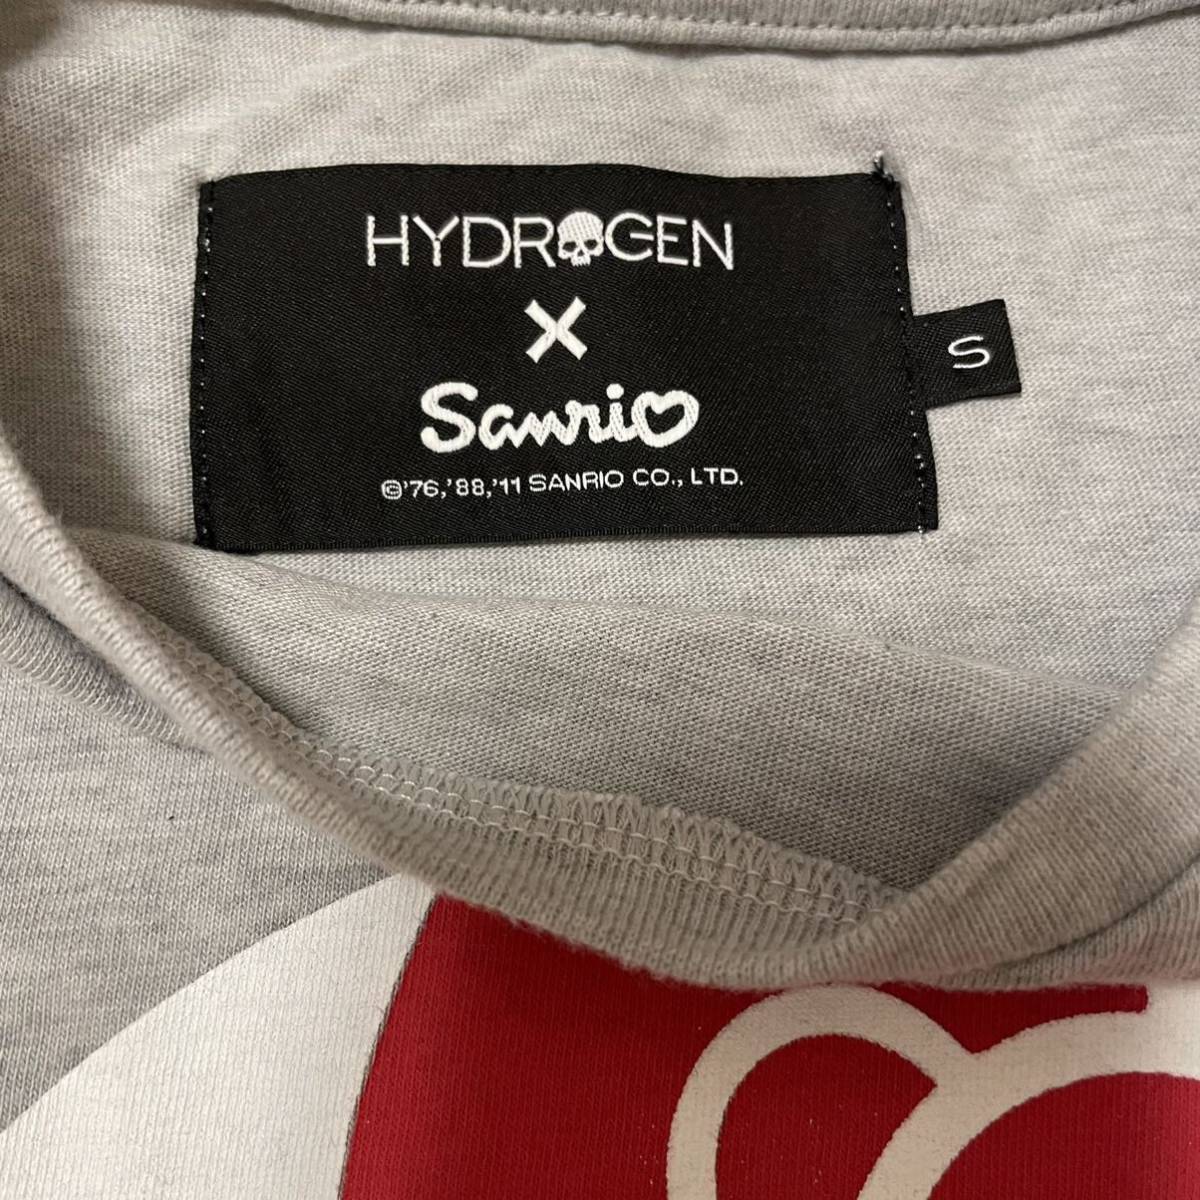 HYDROGEN
×
Sanrio
©'76,'88,'11 SANRIO CO., LTD.
S